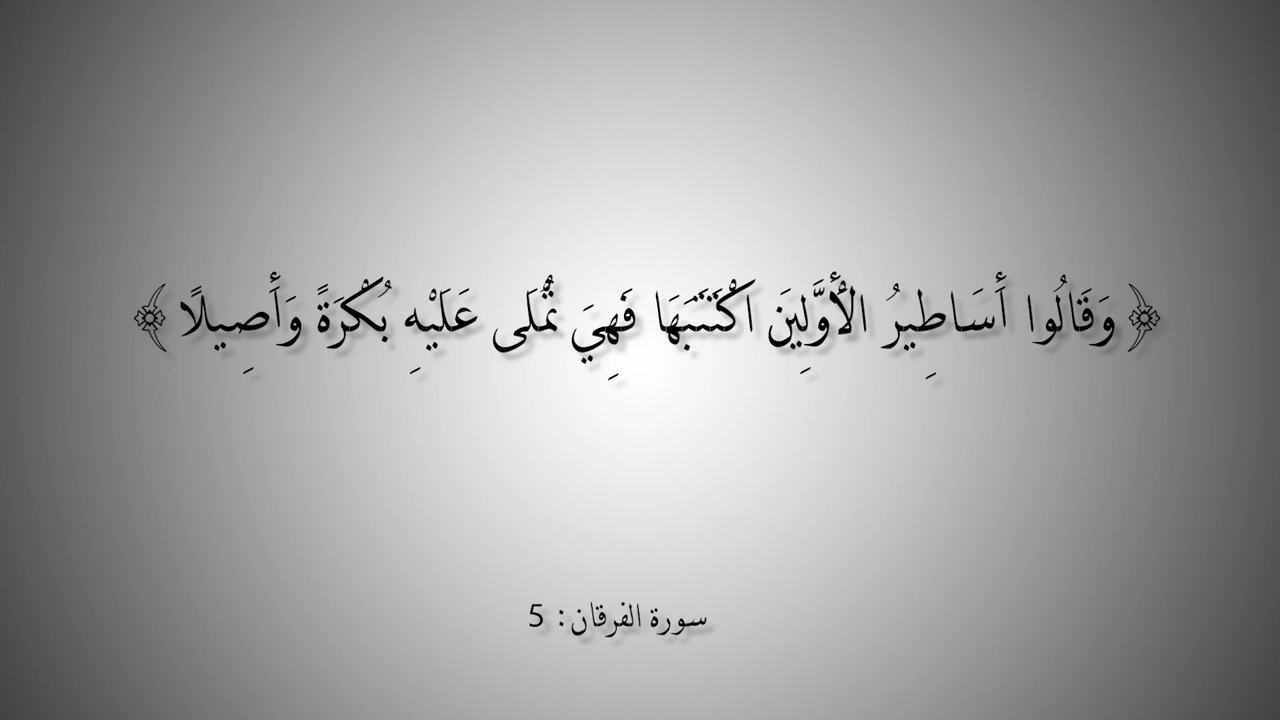 ﴿ وَقَالُوا أَسَاطِيرُ الْأَوَّلِينَ اكْتَتَبَهَا فَهِيَ تُمْلَى عَلَيْهِ بُكْرَةً وَأَصِيلًا ﴾
سورة الفرقان: 5